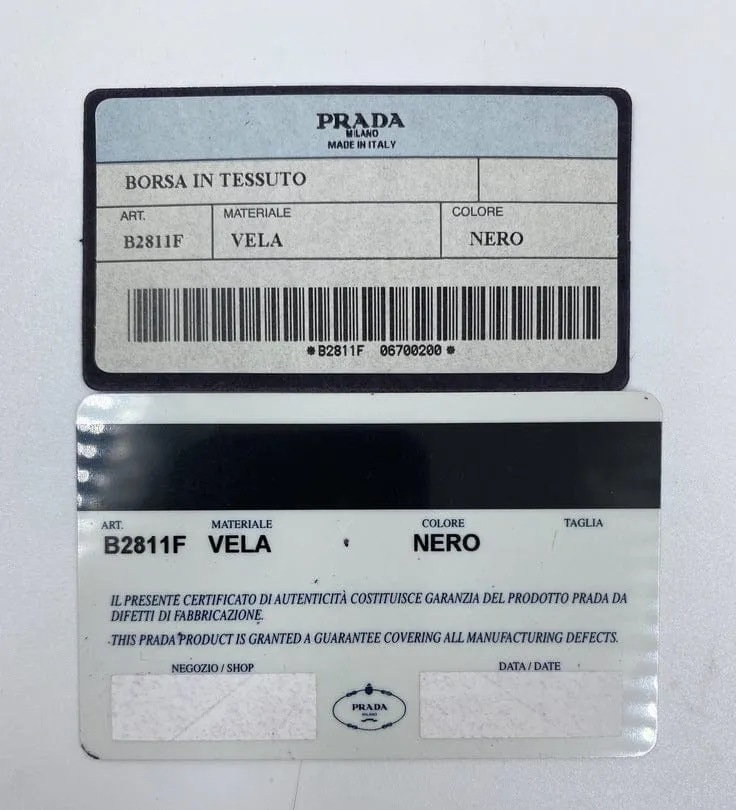 PRADA
MILANO
MADE IN ITALY
BORSA IN TESSUTO
ART. MATERIALE COLORE
B2811F VELA NERO
*B2811F 06700200*
ART. MATERIALE COLORE TAGLIA
B2811F VELA NERO
IL PRESENTE CERTIFICATO DI AUTENTICITÀ COSTITUISCE GARANZIA DEL PRODOTTO PRADA DA
DIFETTI DI FABBRICAZIONE.
THIS PRADA PRODUCT IS GRANTED A GUARANTEE COVERING ALL MANUFACTURING DEFECTS.
NEGOZIO / SHOP DATA / DATE
PRADA
MILANO